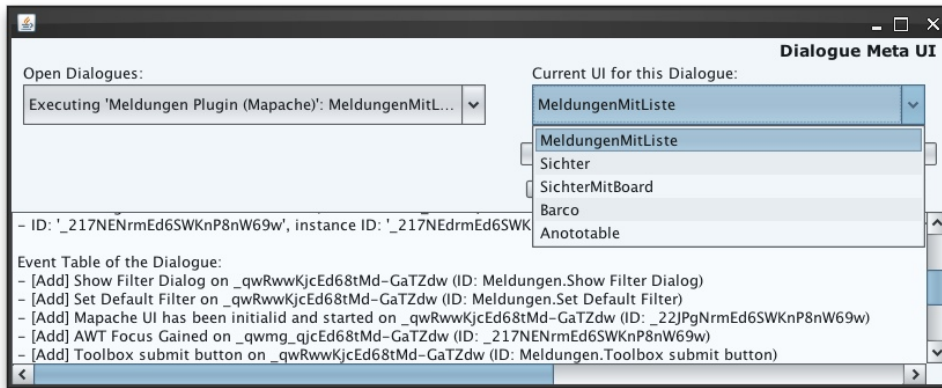 Dialogue Meta UI
Open Dialogues:
Current UI for this Dialogue:
Executing 'Meldungen Plugin (Mapache)': MeldungenMitL...
MeldungenMitListe
MeldungenMitListe
Sichter
SichterMitBoard
Barco
Anototable
- ID: '_217NENrmEd6SWKnP8nW69w', instance ID: '_217NEdrmEd6SWK
Event Table of the Dialogue:
- [Add] Show Filter Dialog on _qwRwwKjcEd68tMd-GaTZdw (ID: Meldungen.Show Filter Dialog)
- [Add] Set Default Filter on _qwRwwKjcEd68tMd-GaTZdw (ID: Meldungen.Set Default Filter)
- [Add] Mapache UI has been initialid and started on _qwRwwKjcEd68tMd-GaTZdw (ID: _22JPgNrmEd6SWKnP8nW69w)
- [Add] AWT Focus Gained on _qwmg_qjcEd68tMd-GaTZdw (ID: _217NENrmEd6SWKnP8nW69w)
- [Add] Toolbox submit button on _qwRwwKjcEd68tMd-GaTZdw (ID: Meldungen.Toolbox submit button)